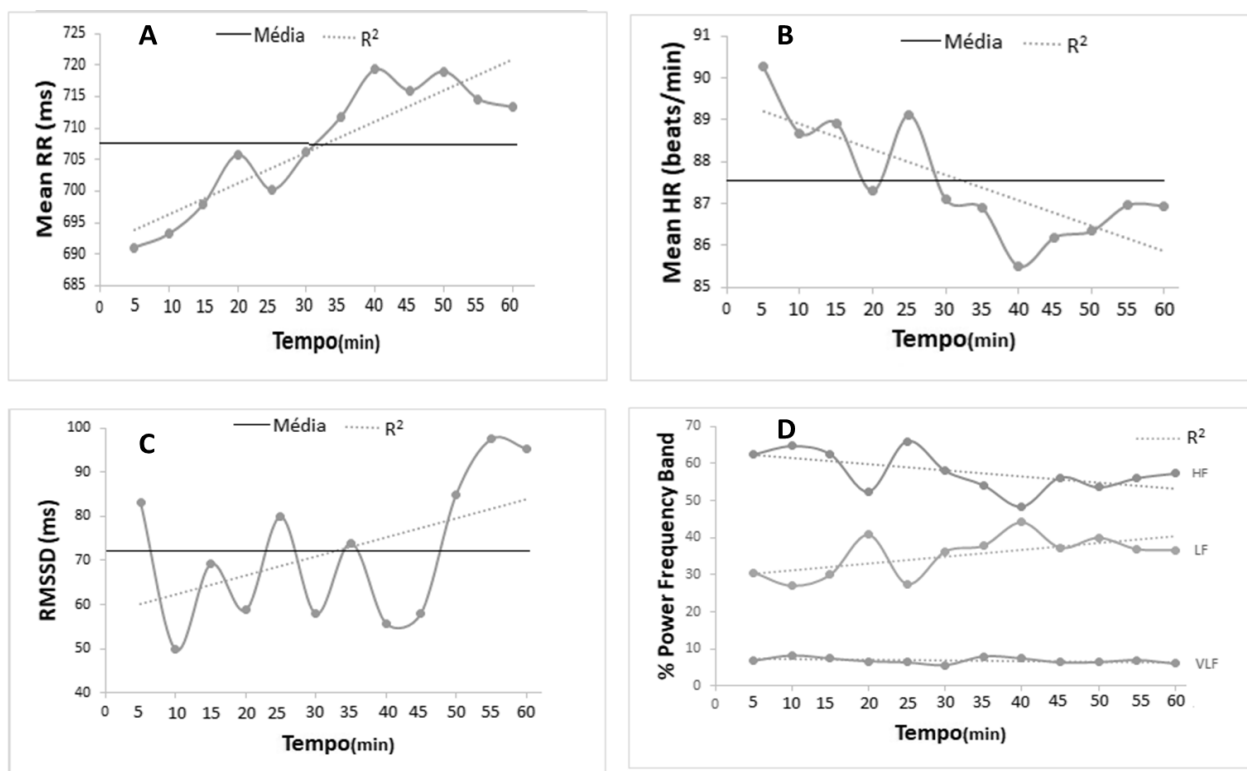 A
Média
R²
Mean RR (ms)
725
720
715
710
705
700
695
690
685
0 5 10 15 20 25 30 35 40 45 50 55 60
Tempo(min)
B
Média
R²
Mean HR (beats/min)
91
90
89
88
87
86
85
0 5 10 15 20 25 30 35 40 45 50 55 60
Tempo(min)
C
Média
R²
RMSSD (ms)
100
90
80
70
60
50
40
0 5 10 15 20 25 30 35 40 45 50 55 60
Tempo(min)
D
R²
% Power Frequency Band
70
60
50
40
30
20
10
0
HF
LF
VLF
0 5 10 15 20 25 30 35 40 45 50 55 60
Tempo(min)